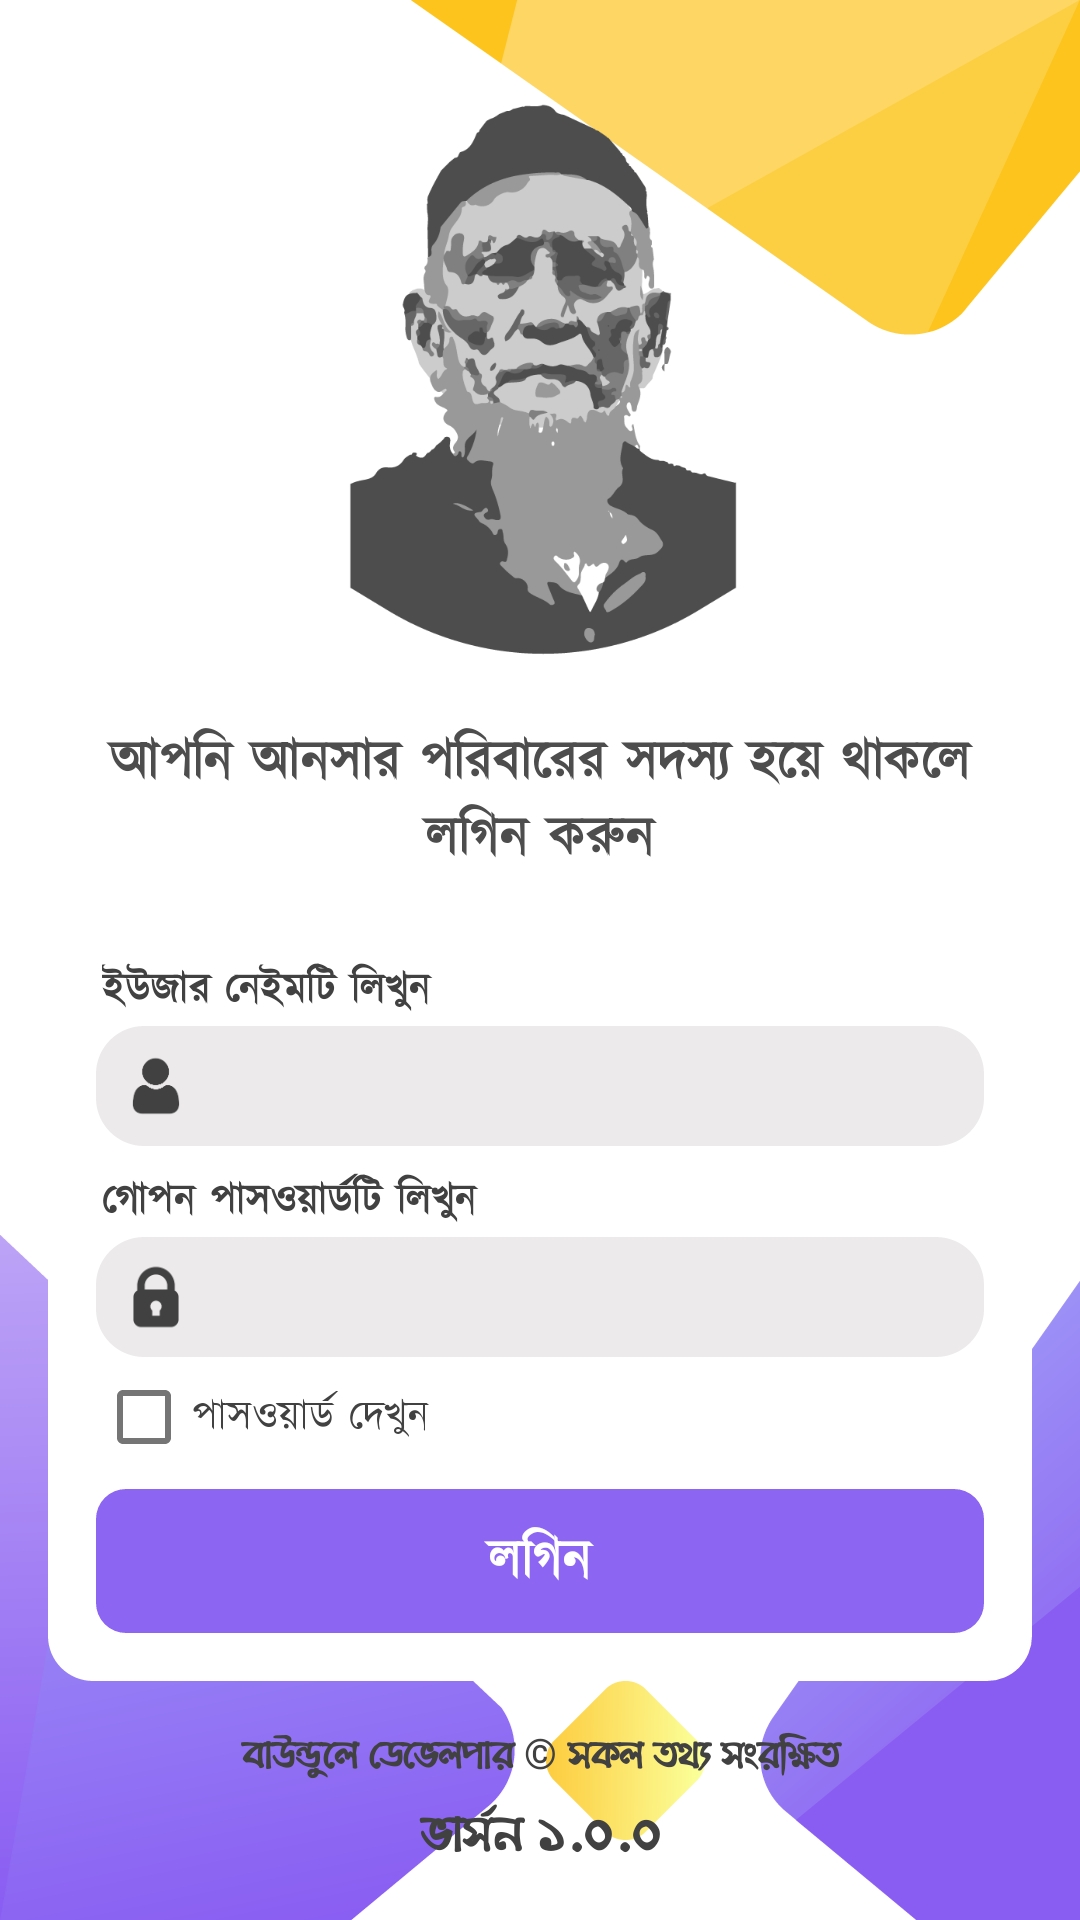 আপনি আনসার পরিবারের সদস্য হয়ে থাকলে
লগিন করুন
ইউজার নেইমটি লিখুন
গোপন পাসওয়ার্ডটি লিখুন
পাসওয়ার্ড দেখুন
লগিন
বাউন্ডুলে ডেভেলপার © সকল তথ্য সংরক্ষিত
ভার্সন ১.০.০